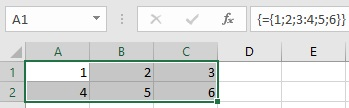 A1 fx {={1;2;3:4;5;6}}
A B C D E
1 1 2 3
2 4 5 6